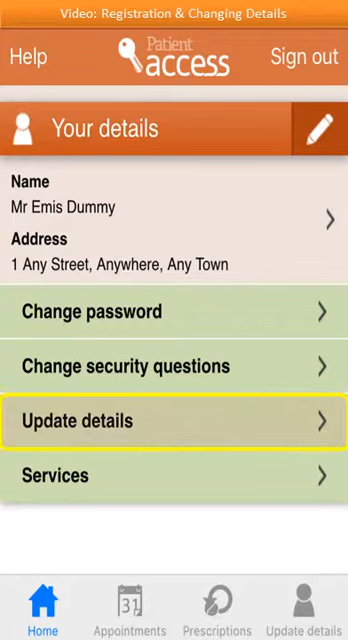 Video: Registration & Changing Details
Help
Patient
access
Sign out
Your details
Name
Mr Emis Dummy
Address
1 Any Street, Anywhere, Any Town
Change password
Change security questions
Update details
Services
31
Home
Appointments
Prescriptions
Update details